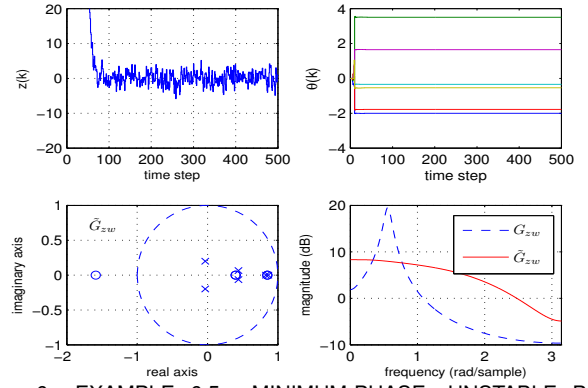 20
10
0
−10
−20
z(k)
0 100 200 300 400 500
time step
4
2
0
−2
−4
θ(k)
0 100 200 300 400 500
time step
1
0.5
0
−0.5
−1
imaginary axis
G̃zw
−2 −1 0 1
real axis
20
10
0
−10
magnitude (dB)
Gzw
G̃zw
0 1 2 3
frequency (rad/sample)